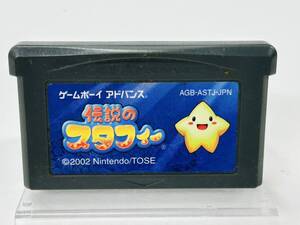 ゲームボーイ アドバンス
AGB-ASTJ-JPN
伝説の
スタフィー
©2002 Nintendo/TOSE